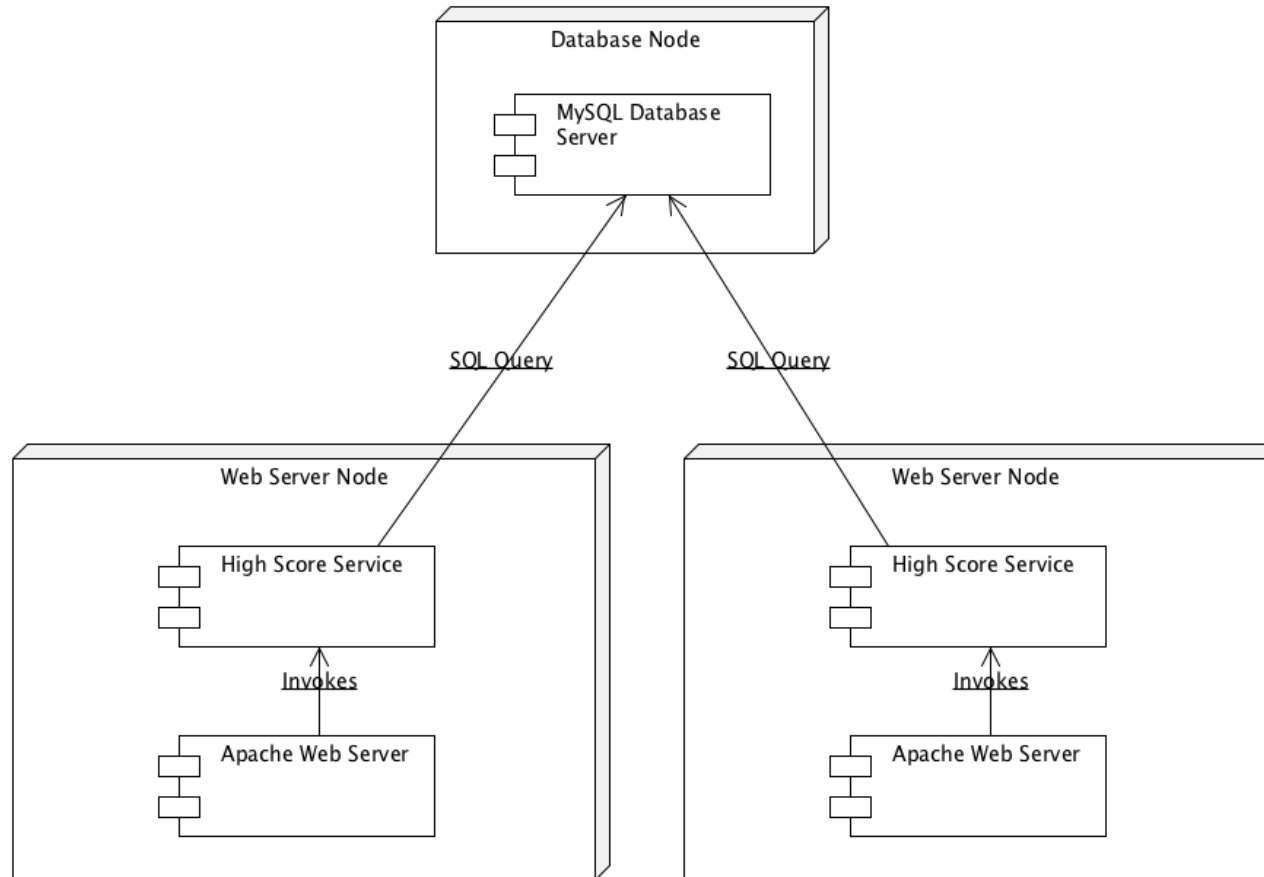 Database Node
MySQL Database
Server
SQL Query
SQL Query
Web Server Node
Web Server Node
High Score Service
High Score Service
Invokes
Invokes
Apache Web Server
Apache Web Server